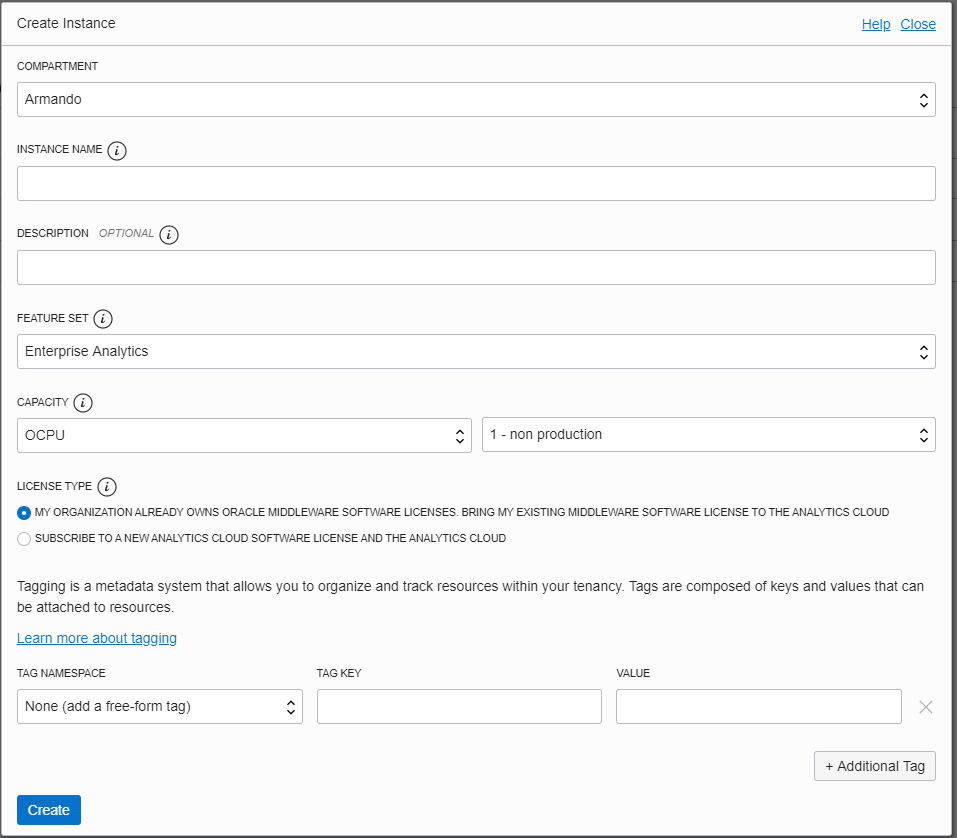 Create Instance
Help Close
COMPARTMENT
Armando
INSTANCE NAME i
DESCRIPTION OPTIONAL i
FEATURE SET i
Enterprise Analytics
CAPACITY i
OCPU
1 - non production
LICENSE TYPE i
MY ORGANIZATION ALREADY OWNS ORACLE MIDDLEWARE SOFTWARE LICENSES. BRING MY EXISTING MIDDLEWARE SOFTWARE LICENSE TO THE ANALYTICS CLOUD
SUBSCRIBE TO A NEW ANALYTICS CLOUD SOFTWARE LICENSE AND THE ANALYTICS CLOUD
Tagging is a metadata system that allows you to organize and track resources within your tenancy. Tags are composed of keys and values that can
be attached to resources.
Learn more about tagging
TAG NAMESPACE TAG KEY VALUE
None (add a free-form tag)
+ Additional Tag
Create